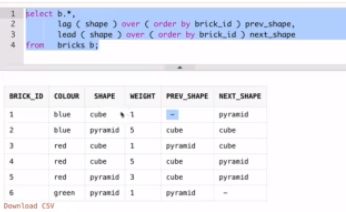 1 select b.*,
2 lag ( shape ) over ( order by brick_id ) prev_shape,
3 lead ( shape ) over ( order by brick_id ) next_shape
4 from bricks b;
BRICK_ID COLOUR SHAPE WEIGHT PREV_SHAPE NEXT_SHAPE
1 blue cube 1 - pyramid
2 blue pyramid 5 cube cube
3 red cube 1 pyramid cube
4 red cube 5 cube pyramid
5 red pyramid 3 cube pyramid
6 green pyramid 1 pyramid -
Download CSV